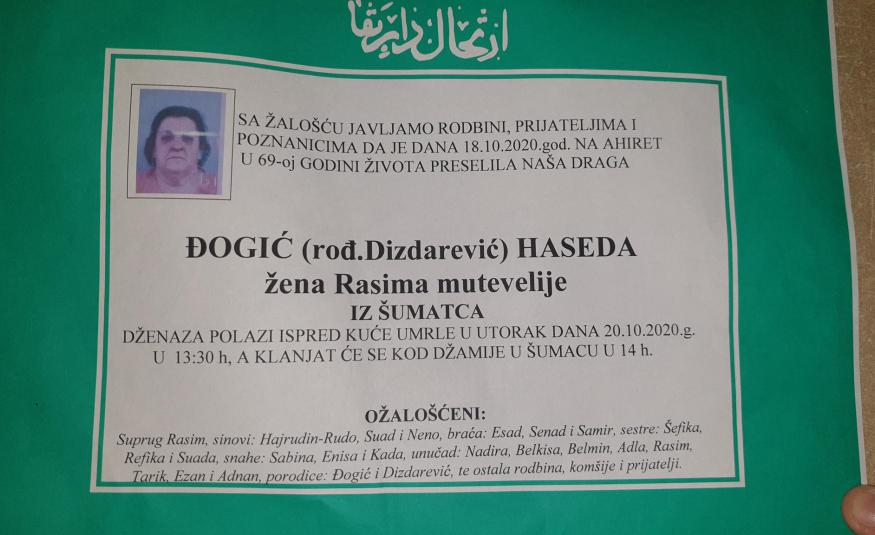 SA ŽALOŠĆU JAVLJAMO RODBINI, PRIJATELJIMA I
POZNANICIMA DA JE DANA 18.10.2020.god. NA AHIRET
U 69-oj GODINI ŽIVOTA PRESELILA NAŠA DRAGA
ĐOGIĆ (rođ.Dizdarević) HASEDA
žena Rasima mutevelije
IZ ŠUMATCA
DŽENAZA POLAZI ISPRED KUĆE UMRLE U UTORAK DANA 20.10.2020.g.
U 13:30 h, A KLANJAT ĆE SE KOD DŽAMIJE U ŠUMACU U 14 h.
OŽALOŠĆENI:
Suprug Rasim, sinovi: Hajrudin-Rudo, Suad i Neno, braća: Esad, Senad i Samir, sestre: Šefika,
Refika i Suada, snahe: Sabina, Enisa i Kada, unučad: Nadira, Belkisa, Belmin, Adla, Rasim,
Tarik, Ezan i Adnan, porodice: Đogić i Dizdarević, te ostala rodbina, komšije i prijatelji.